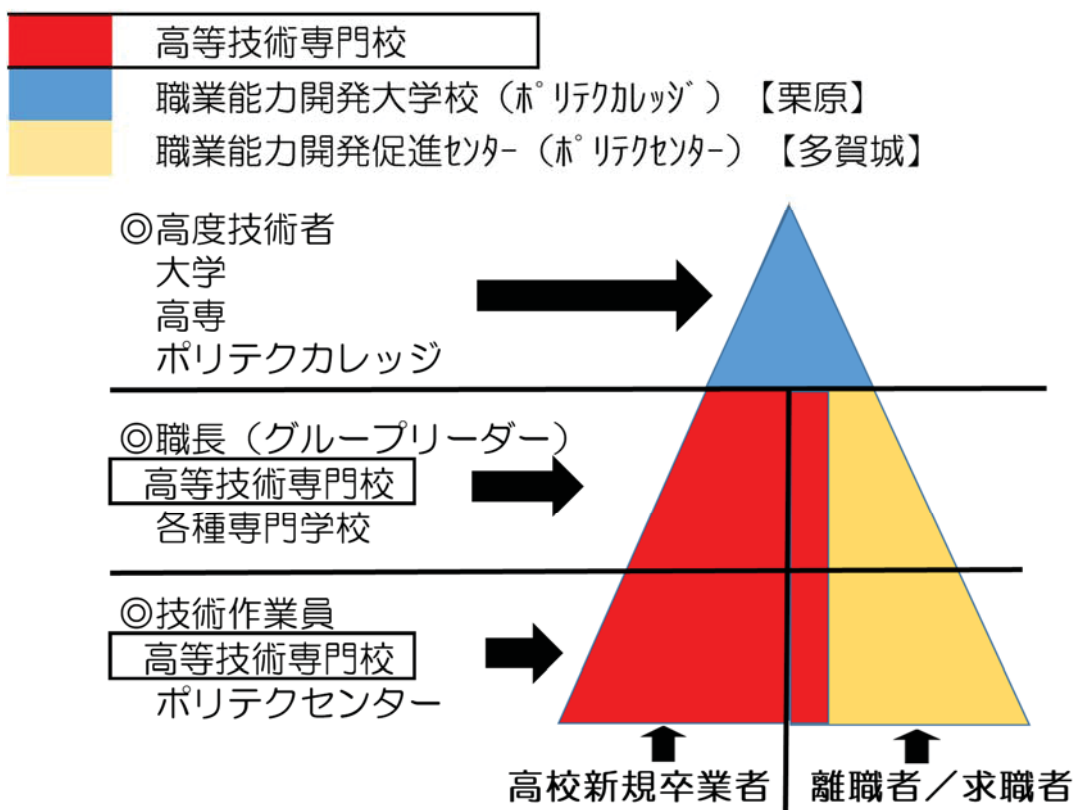 高等技術専門校
職業能力開発大学校（ﾎﾟﾘﾃｸｶﾚｯｼﾞ）【栗原】
職業能力開発促進ｾﾝﾀｰ（ﾎﾟﾘﾃｸｾﾝﾀｰ）【多賀城】
◎高度技術者
大学
高専
ポリテクカレッジ
◎職長（グループリーダー）
高等技術専門校
各種専門学校
◎技術作業員
高等技術専門校
ポリテクセンター
高校新規卒業者
離職者／求職者